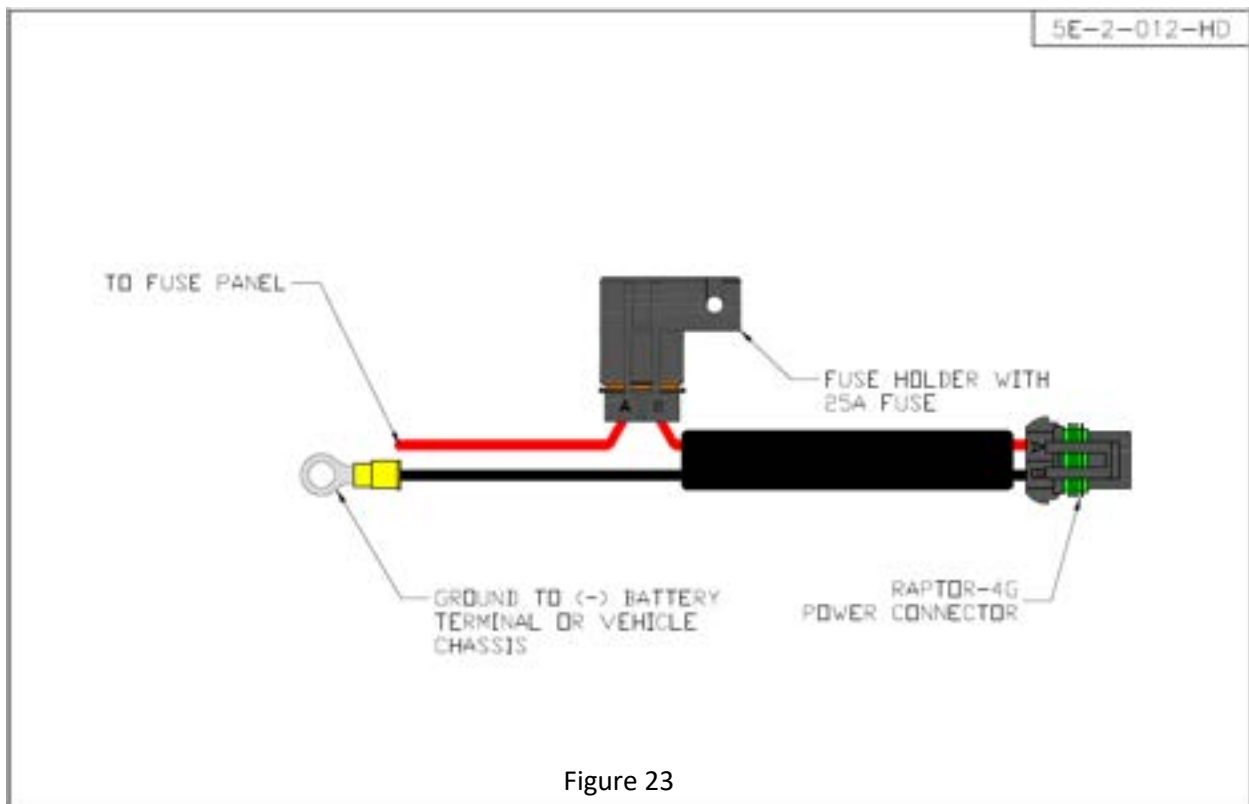 5E-2-012-HD
TO FUSE PANEL
A B
FUSE HOLDER WITH
25A FUSE
A
B
GROUND TO (-) BATTERY
TERMINAL OR VEHICLE
CHASSIS
RAPTOR-4G
POWER CONNECTOR
Figure 23